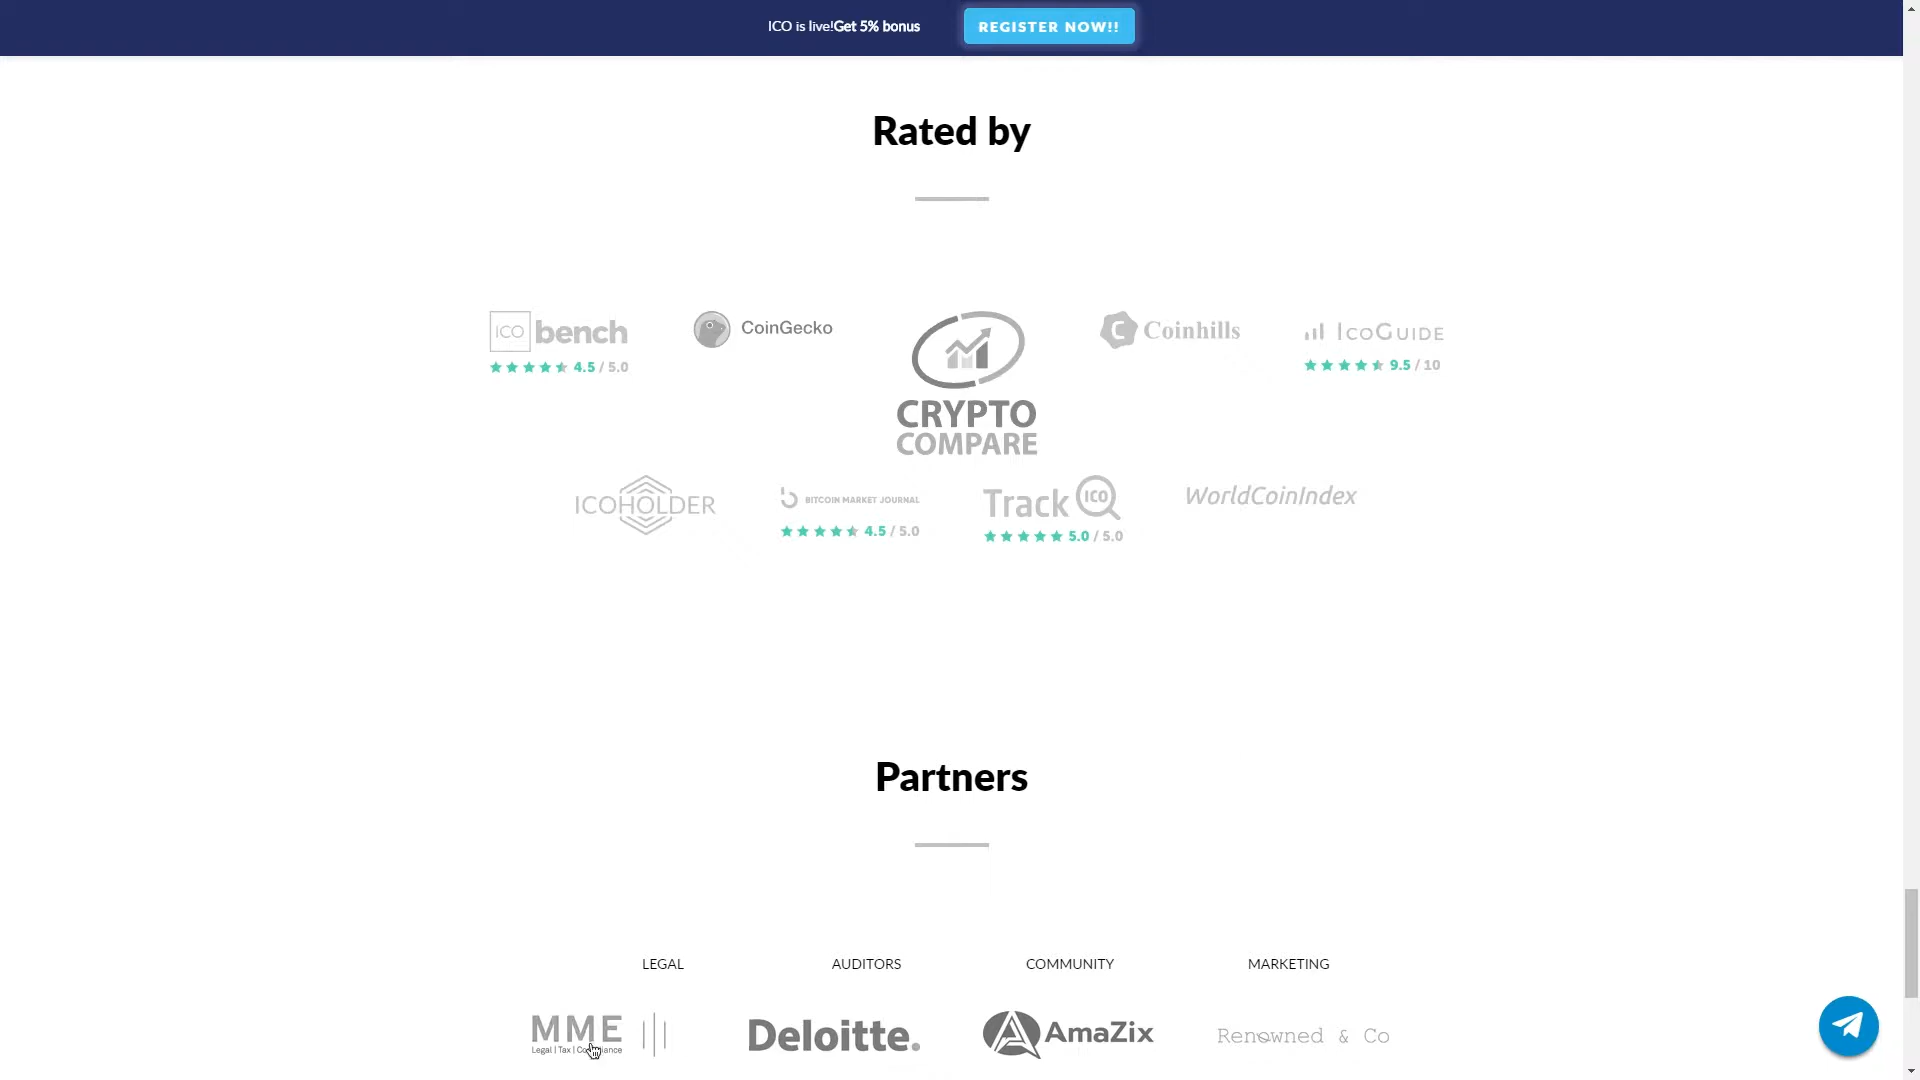 ICO is live!Get 5% bonus
REGISTER NOW!!
Rated by
ICO bench
4.5 / 5.0
CoinGecko
CRYPTO
COMPARE
C Coinhills
ICOGUIDE
9.5 / 10
ICOHOLDER
BITCOIN MARKET JOURNAL
4.5 / 5.0
Track ICO
5.0 / 5.0
WorldCoinIndex
Partners
LEGAL
AUDITORS
COMMUNITY
MARKETING
MME
Legal | Tax |
Deloitte.
AmaZix
Renowned & Co